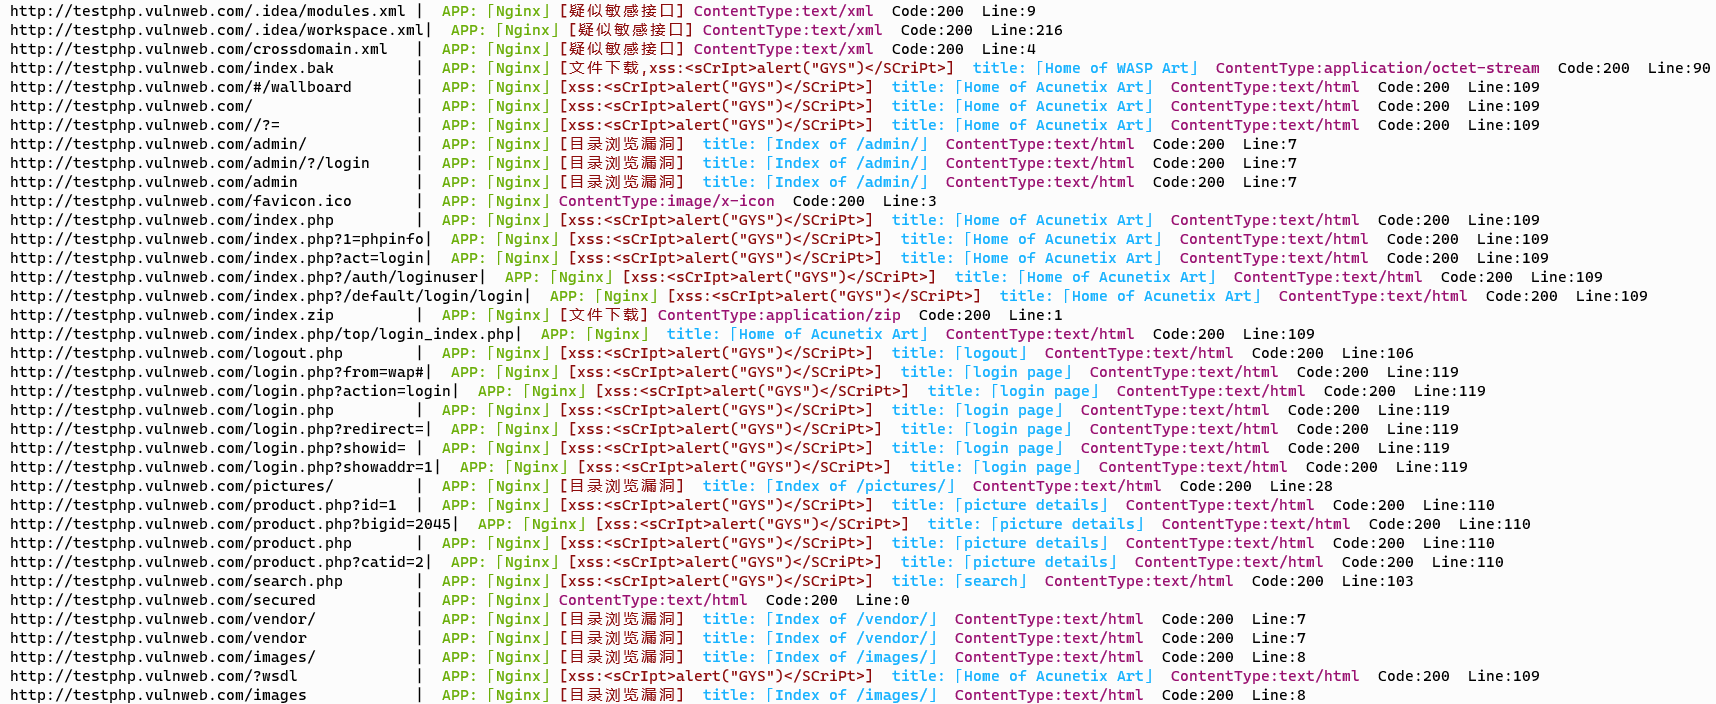 http://testphp.vulnweb.com/.idea/modules.xml |  APP:「Nginx」[疑似敏感接口] ContentType:text/xml  Code:200  Line:9
http://testphp.vulnweb.com/.idea/workspace.xml|  APP:「Nginx」[疑似敏感接口] ContentType:text/xml  Code:200  Line:216
http://testphp.vulnweb.com/crossdomain.xml   |  APP:「Nginx」[疑似敏感接口] ContentType:text/xml  Code:200  Line:4
http://testphp.vulnweb.com/index.bak         |  APP:「Nginx」[文件下载,xss:<sCrIpt>alert("GYS")</SCriPt>]  title:「Home of WASP Art」 ContentType:application/octet-stream  Code:200  Line:90
http://testphp.vulnweb.com/#/wallboard       |  APP:「Nginx」[xss:<sCrIpt>alert("GYS")</SCriPt>]  title:「Home of Acunetix Art」 ContentType:text/html  Code:200  Line:109
http://testphp.vulnweb.com/                  |  APP:「Nginx」[xss:<sCrIpt>alert("GYS")</SCriPt>]  title:「Home of Acunetix Art」 ContentType:text/html  Code:200  Line:109
http://testphp.vulnweb.com//?=               |  APP:「Nginx」[xss:<sCrIpt>alert("GYS")</SCriPt>]  title:「Home of Acunetix Art」 ContentType:text/html  Code:200  Line:109
http://testphp.vulnweb.com/admin/            |  APP:「Nginx」[目录浏览漏洞]  title:「Index of /admin/」 ContentType:text/html  Code:200  Line:7
http://testphp.vulnweb.com/admin/?/login     |  APP:「Nginx」[目录浏览漏洞]  title:「Index of /admin/」 ContentType:text/html  Code:200  Line:7
http://testphp.vulnweb.com/admin             |  APP:「Nginx」[目录浏览漏洞]  title:「Index of /admin/」 ContentType:text/html  Code:200  Line:7
http://testphp.vulnweb.com/favicon.ico       |  APP:「Nginx」ContentType:image/x-icon  Code:200  Line:3
http://testphp.vulnweb.com/index.php         |  APP:「Nginx」[xss:<sCrIpt>alert("GYS")</SCriPt>]  title:「Home of Acunetix Art」 ContentType:text/html  Code:200  Line:109
http://testphp.vulnweb.com/index.php?1=phpinfo|  APP:「Nginx」[xss:<sCrIpt>alert("GYS")</SCriPt>]  title:「Home of Acunetix Art」 ContentType:text/html  Code:200  Line:109
http://testphp.vulnweb.com/index.php?act=login|  APP:「Nginx」[xss:<sCrIpt>alert("GYS")</SCriPt>]  title:「Home of Acunetix Art」 ContentType:text/html  Code:200  Line:109
http://testphp.vulnweb.com/index.php?/auth/loginuser|  APP:「Nginx」[xss:<sCrIpt>alert("GYS")</SCriPt>]  title:「Home of Acunetix Art」 ContentType:text/html  Code:200  Line:109
http://testphp.vulnweb.com/index.php?/default/login/login|  APP:「Nginx」[xss:<sCrIpt>alert("GYS")</SCriPt>]  title:「Home of Acunetix Art」 ContentType:text/html  Code:200  Line:109
http://testphp.vulnweb.com/index.zip         |  APP:「Nginx」[文件下载] ContentType:application/zip  Code:200  Line:1
http://testphp.vulnweb.com/index.php/top/login_index.php|  APP:「Nginx」 title:「Home of Acunetix Art」 ContentType:text/html  Code:200  Line:109
http://testphp.vulnweb.com/logout.php        |  APP:「Nginx」[xss:<sCrIpt>alert("GYS")</SCriPt>]  title:「logout」 ContentType:text/html  Code:200  Line:106
http://testphp.vulnweb.com/login.php?from=wap#|  APP:「Nginx」[xss:<sCrIpt>alert("GYS")</SCriPt>]  title:「login page」 ContentType:text/html  Code:200  Line:119
http://testphp.vulnweb.com/login.php?action=login|  APP:「Nginx」[xss:<sCrIpt>alert("GYS")</SCriPt>]  title:「login page」 ContentType:text/html  Code:200  Line:119
http://testphp.vulnweb.com/login.php         |  APP:「Nginx」[xss:<sCrIpt>alert("GYS")</SCriPt>]  title:「login page」 ContentType:text/html  Code:200  Line:119
http://testphp.vulnweb.com/login.php?redirect=|  APP:「Nginx」[xss:<sCrIpt>alert("GYS")</SCriPt>]  title:「login page」 ContentType:text/html  Code:200  Line:119
http://testphp.vulnweb.com/login.php?showid= |  APP:「Nginx」[xss:<sCrIpt>alert("GYS")</SCriPt>]  title:「login page」 ContentType:text/html  Code:200  Line:119
http://testphp.vulnweb.com/login.php?showaddr=1|  APP:「Nginx」[xss:<sCrIpt>alert("GYS")</SCriPt>]  title:「login page」 ContentType:text/html  Code:200  Line:119
http://testphp.vulnweb.com/pictures/         |  APP:「Nginx」[目录浏览漏洞]  title:「Index of /pictures/」 ContentType:text/html  Code:200  Line:28
http://testphp.vulnweb.com/product.php?id=1  |  APP:「Nginx」[xss:<sCrIpt>alert("GYS")</SCriPt>]  title:「picture details」 ContentType:text/html  Code:200  Line:110
http://testphp.vulnweb.com/product.php?bigid=2045|  APP:「Nginx」[xss:<sCrIpt>alert("GYS")</SCriPt>]  title:「picture details」 ContentType:text/html  Code:200  Line:110
http://testphp.vulnweb.com/product.php       |  APP:「Nginx」[xss:<sCrIpt>alert("GYS")</SCriPt>]  title:「picture details」 ContentType:text/html  Code:200  Line:110
http://testphp.vulnweb.com/product.php?catid=2|  APP:「Nginx」[xss:<sCrIpt>alert("GYS")</SCriPt>]  title:「picture details」 ContentType:text/html  Code:200  Line:110
http://testphp.vulnweb.com/search.php        |  APP:「Nginx」[xss:<sCrIpt>alert("GYS")</SCriPt>]  title:「search」 ContentType:text/html  Code:200  Line:103
http://testphp.vulnweb.com/secured           |  APP:「Nginx」ContentType:text/html  Code:200  Line:0
http://testphp.vulnweb.com/vendor/           |  APP:「Nginx」[目录浏览漏洞]  title:「Index of /vendor/」 ContentType:text/html  Code:200  Line:7
http://testphp.vulnweb.com/vendor            |  APP:「Nginx」[目录浏览漏洞]  title:「Index of /vendor/」 ContentType:text/html  Code:200  Line:7
http://testphp.vulnweb.com/images/           |  APP:「Nginx」[目录浏览漏洞]  title:「Index of /images/」 ContentType:text/html  Code:200  Line:8
http://testphp.vulnweb.com/?wsdl             |  APP:「Nginx」[xss:<sCrIpt>alert("GYS")</SCriPt>]  title:「Home of Acunetix Art」 ContentType:text/html  Code:200  Line:109
http://testphp.vulnweb.com/images            |  APP:「Nginx」[目录浏览漏洞]  title:「Index of /images/」 ContentType:text/html  Code:200  Line:8